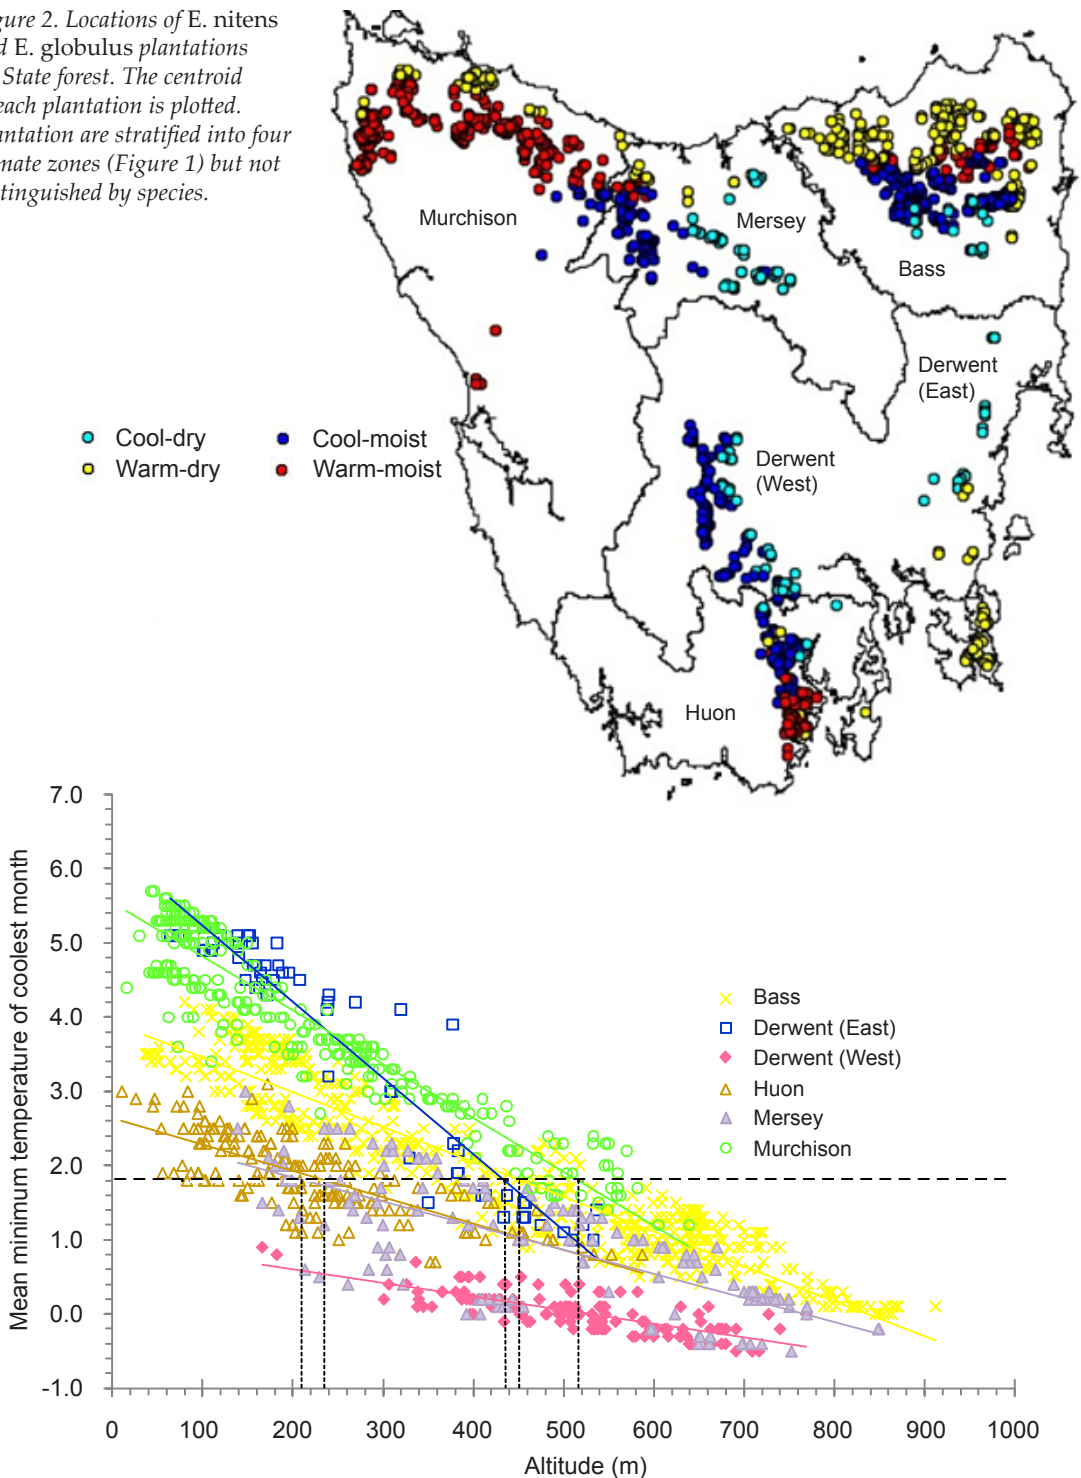 gure 2. Locations of E. nitens
d E. globulus plantations
State forest. The centroid
each plantation is plotted.
antation are stratified into four
mate zones (Figure 1) but not
tinguished by species.
Murchison
Mersey
Bass
Derwent
(East)
Cool-dry
Cool-moist
Warm-dry
Warm-moist
Derwent
(West)
Huon
7.0
6.0
5.0
4.0
3.0
2.0
1.0
0.0
-1.0
Mean minimum temperature of coolest month
Bass
Derwent (East)
Derwent (West)
Huon
Mersey
Murchison
0 100 200 300 400 500 600 700 800 900 1000
Altitude (m)